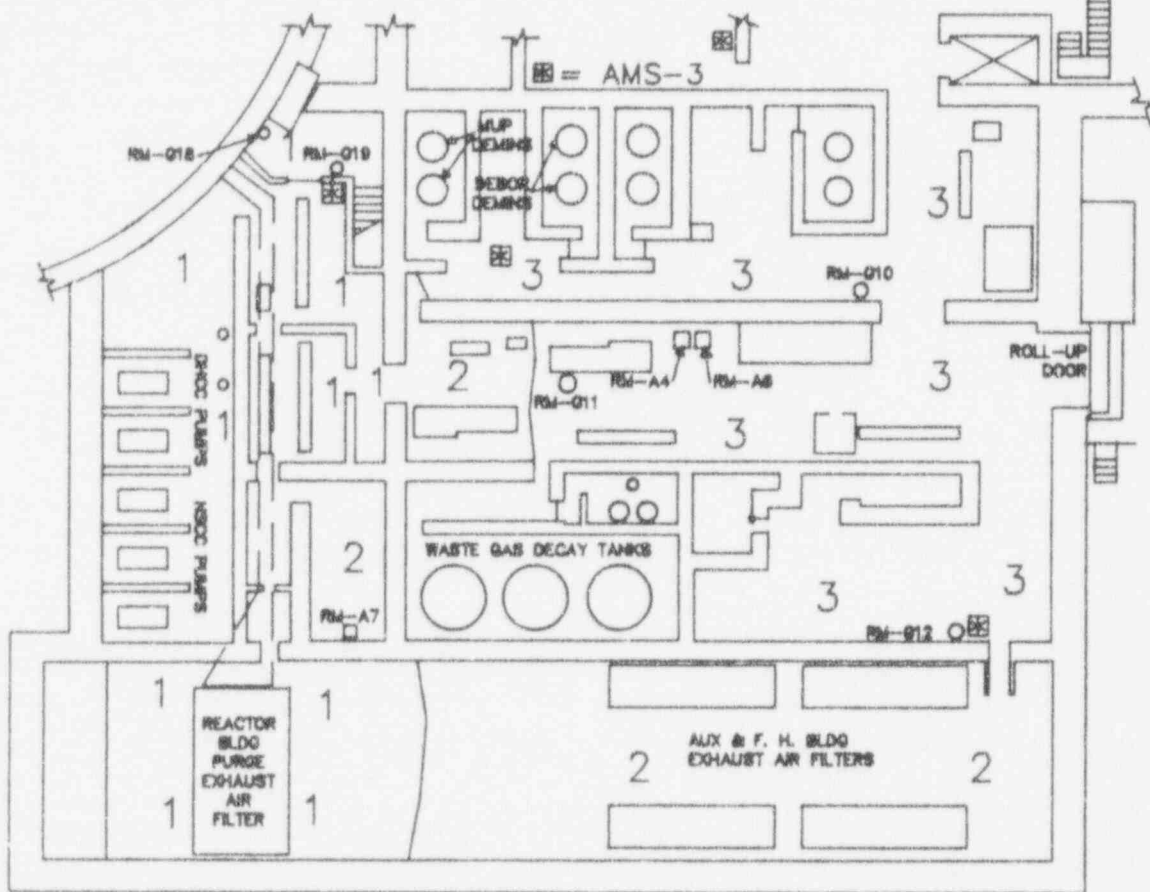 = AMS-3
RM-G18
RM-G19
MUP
DEMINS
DEBOR
DEMINS
3
1
3
3
1
RM-G10
DHCC PUMPS
1
1
1
2
RM-G11
RM-A4
RM-A6
3
ROLL-UP
DOOR
3
NSCC PUMPS
2
WASTE GAS DECAY TANKS
3
3
RM-A7
RM-G12
1
1
REACTOR
BLDG
PURGE
EXHAUST
AIR
FILTER
AUX & F. H. BLDG
EXHAUST AIR FILTERS
2
2
1
1